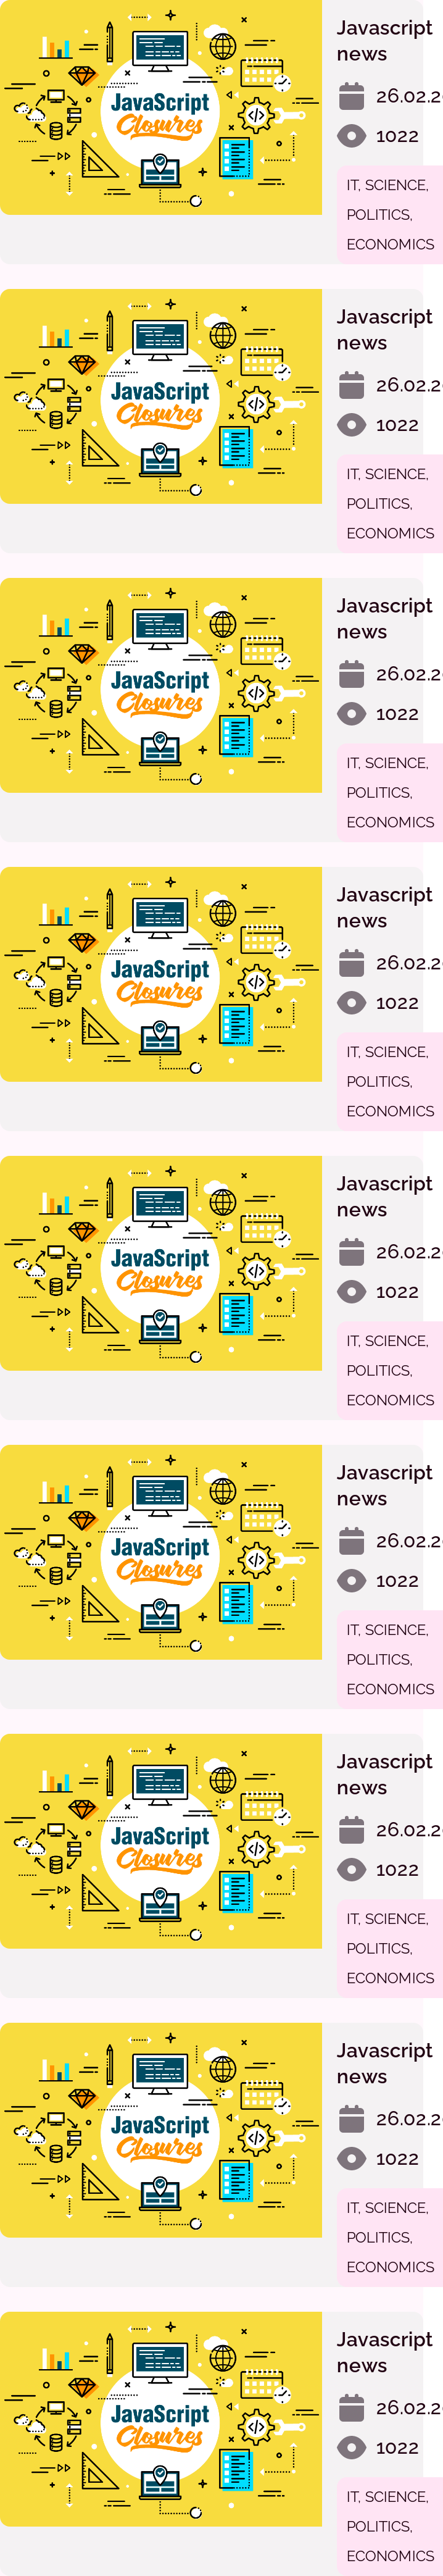 JavaScript
Closures
Javascript
news
26.02.2
1022
IT, SCIENCE,
POLITICS,
ECONOMICS
JavaScript
Closures
Javascript
news
26.02.2
1022
IT, SCIENCE,
POLITICS,
ECONOMICS
JavaScript
Closures
Javascript
news
26.02.2
1022
IT, SCIENCE,
POLITICS,
ECONOMICS
JavaScript
Closures
Javascript
news
26.02.2
1022
IT, SCIENCE,
POLITICS,
ECONOMICS
JavaScript
Closures
Javascript
news
26.02.2
1022
IT, SCIENCE,
POLITICS,
ECONOMICS
JavaScript
Closures
Javascript
news
26.02.2
1022
IT, SCIENCE,
POLITICS,
ECONOMICS
JavaScript
Closures
Javascript
news
26.02.2
1022
IT, SCIENCE,
POLITICS,
ECONOMICS
JavaScript
Closures
Javascript
news
26.02.2
1022
IT, SCIENCE,
POLITICS,
ECONOMICS
JavaScript
Closures
Javascript
news
26.02.2
1022
IT, SCIENCE,
POLITICS,
ECONOMICS